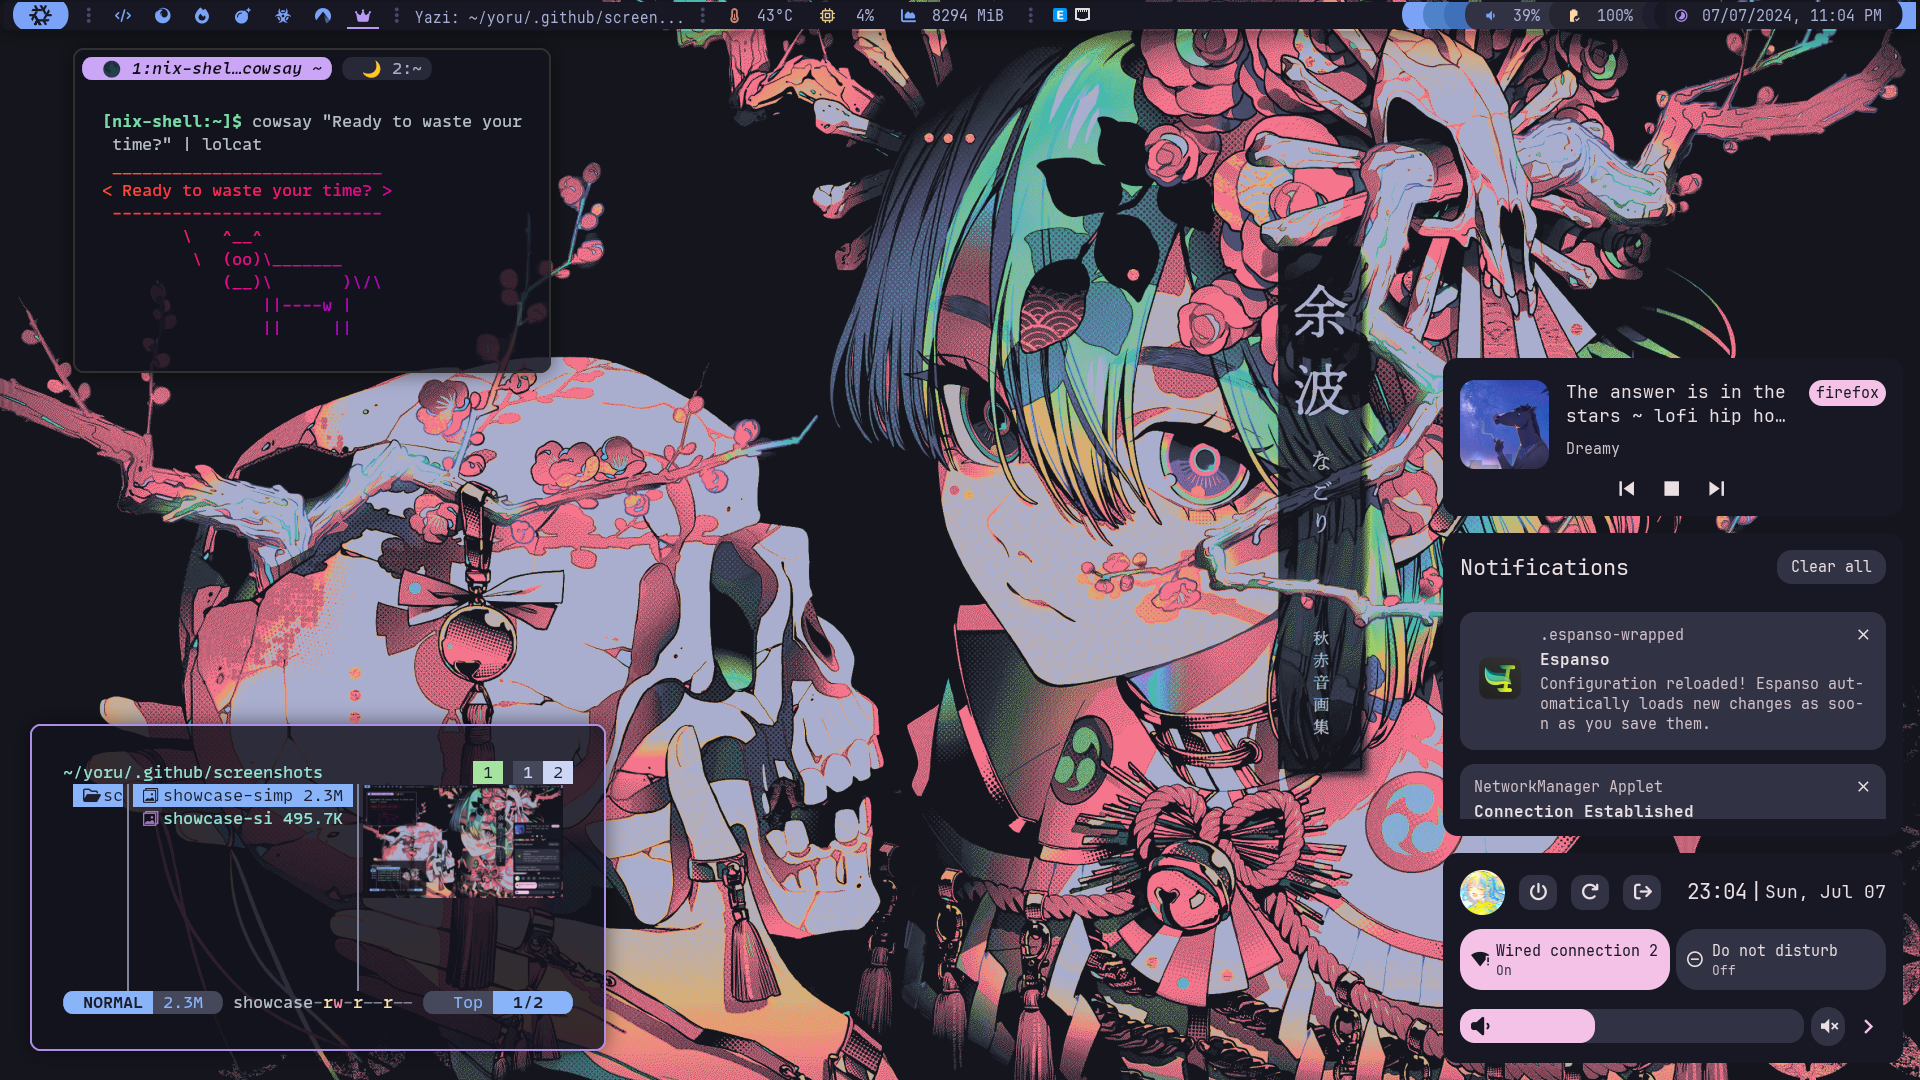 Yazi: ~/yoru/.github/screen...
43°C
4%
8294 MiB
E
39%
100%
07/07/2024, 11:04 PM
1:nix-shel…cowsay ~
2:~
[nix-shell:~]$ cowsay "Ready to waste your
time?" | lolcat
___________________________
< Ready to waste your time? >
---------------------------
\   ^__^
\  (oo)\_______
(__)\       )\/\
||----w |
||     ||
余波
なごり
秋赤音画集
The answer is in the
stars ~ lofi hip ho…
firefox
Dreamy
Notifications
Clear all
.espanso-wrapped
Espanso
Configuration reloaded! Espanso aut-
omatically loads new changes as soo-
n as you save them.
NetworkManager Applet
Connection Established
23:04 | Sun, Jul 07
Wired connection 2
On
Do not disturb
Off
~/yoru/.github/screenshots
1
1 2
sc
showcase-simp 2.3M
showcase-si 495.7K
NORMAL 2.3M showcase-rw-r--r-- Top 1/2